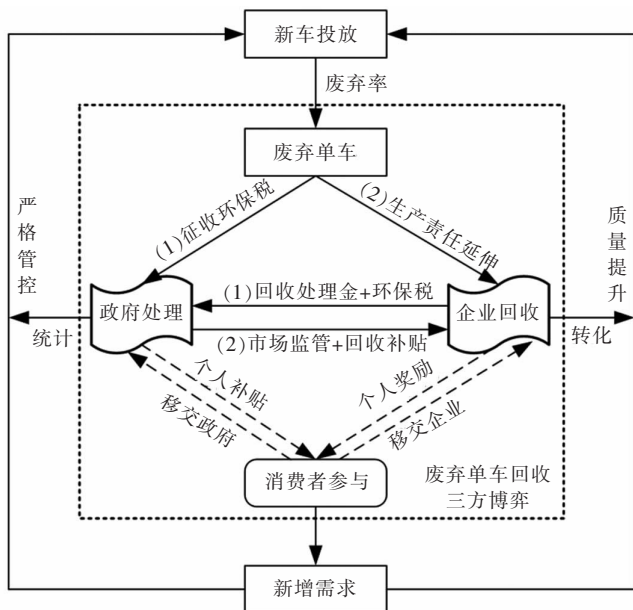 新车投放
废弃率
废弃单车
严格管控
(1)征收环保税
(2)生产责任延伸
质量提升
(1)回收处理金+环保税
政府处理
企业回收
(2)市场监管+回收补贴
统计
转化
个人补贴
移交政府
个人奖励
移交企业
消费者参与
废弃单车回收
三方博弈
新增需求